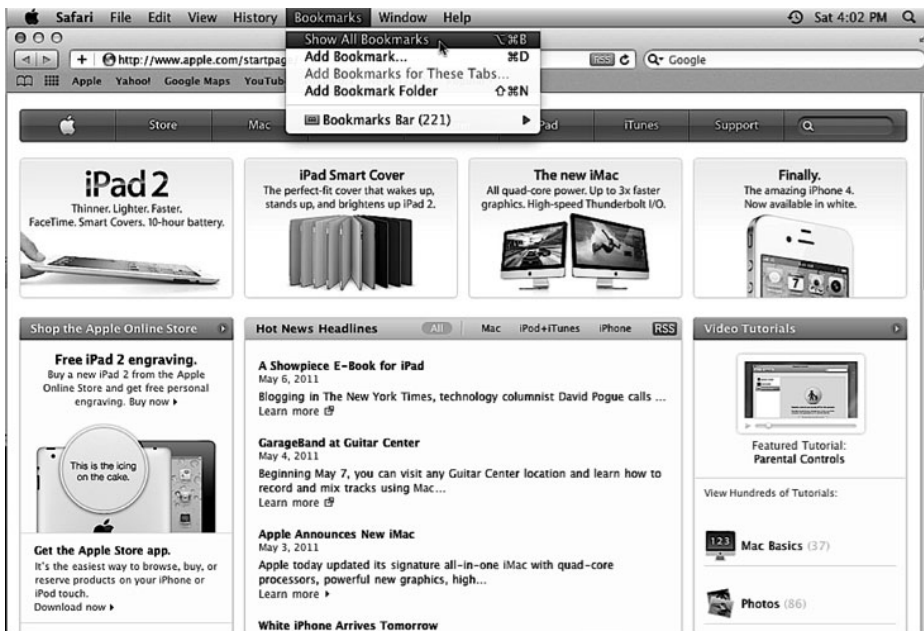 Safari File Edit View History Bookmarks Window Help Sat 4:02 PM
Show All Bookmarks ⌥⌘B
Add Bookmark... ⌘D
Add Bookmarks for These Tabs...
Add Bookmark Folder ⇧⌘N
Bookmarks Bar (221)
http://www.apple.com/startpag RSS Google
Apple Yahoo! Google Maps YouTub
Store Mac Pad iTunes Support
iPad 2
Thinner. Lighter. Faster.
FaceTime. Smart Covers. 10-hour battery.
iPad Smart Cover
The perfect-fit cover that wakes up,
stands up, and brightens up iPad 2.
The new iMac
All quad-core power. Up to 3x faster
graphics. High-speed Thunderbolt I/O.
Finally.
The amazing iPhone 4.
Now available in white.
Shop the Apple Online Store
Free iPad 2 engraving.
Buy a new iPad 2 from the Apple
Online Store and get free personal
engraving. Buy now
This is the icing
on the cake.
Get the Apple Store app.
It's the easiest way to browse, buy, or
reserve products on your iPhone or
iPod touch.
Download now
Hot News Headlines All Mac iPod+iTunes iPhone RSS
A Showpiece E-Book for iPad
May 6, 2011
Blogging in The New York Times, technology columnist David Pogue calls ...
Learn more
GarageBand at Guitar Center
May 4, 2011
Beginning May 7, you can visit any Guitar Center location and learn how to
record and mix tracks using Mac...
Learn more
Apple Announces New iMac
May 3, 2011
Apple today updated its signature all-in-one iMac with quad-core
processors, powerful new graphics, high...
Learn more
White iPhone Arrives Tomorrow
Video Tutorials
Featured Tutorial:
Parental Controls
View Hundreds of Tutorials:
123
Mac Basics (37)
Photos (86)